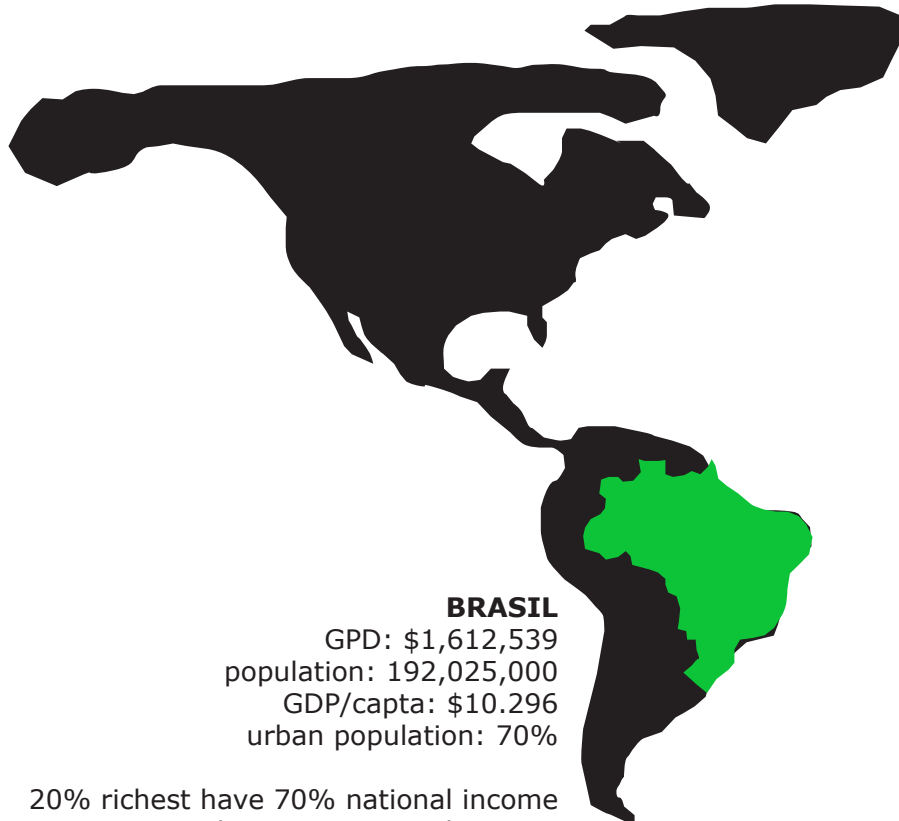 BRASIL
GPD: $1,612,539
population: 192,025,000
GDP/capta: $10.296
urban population: 70%
20% richest have 70% national income